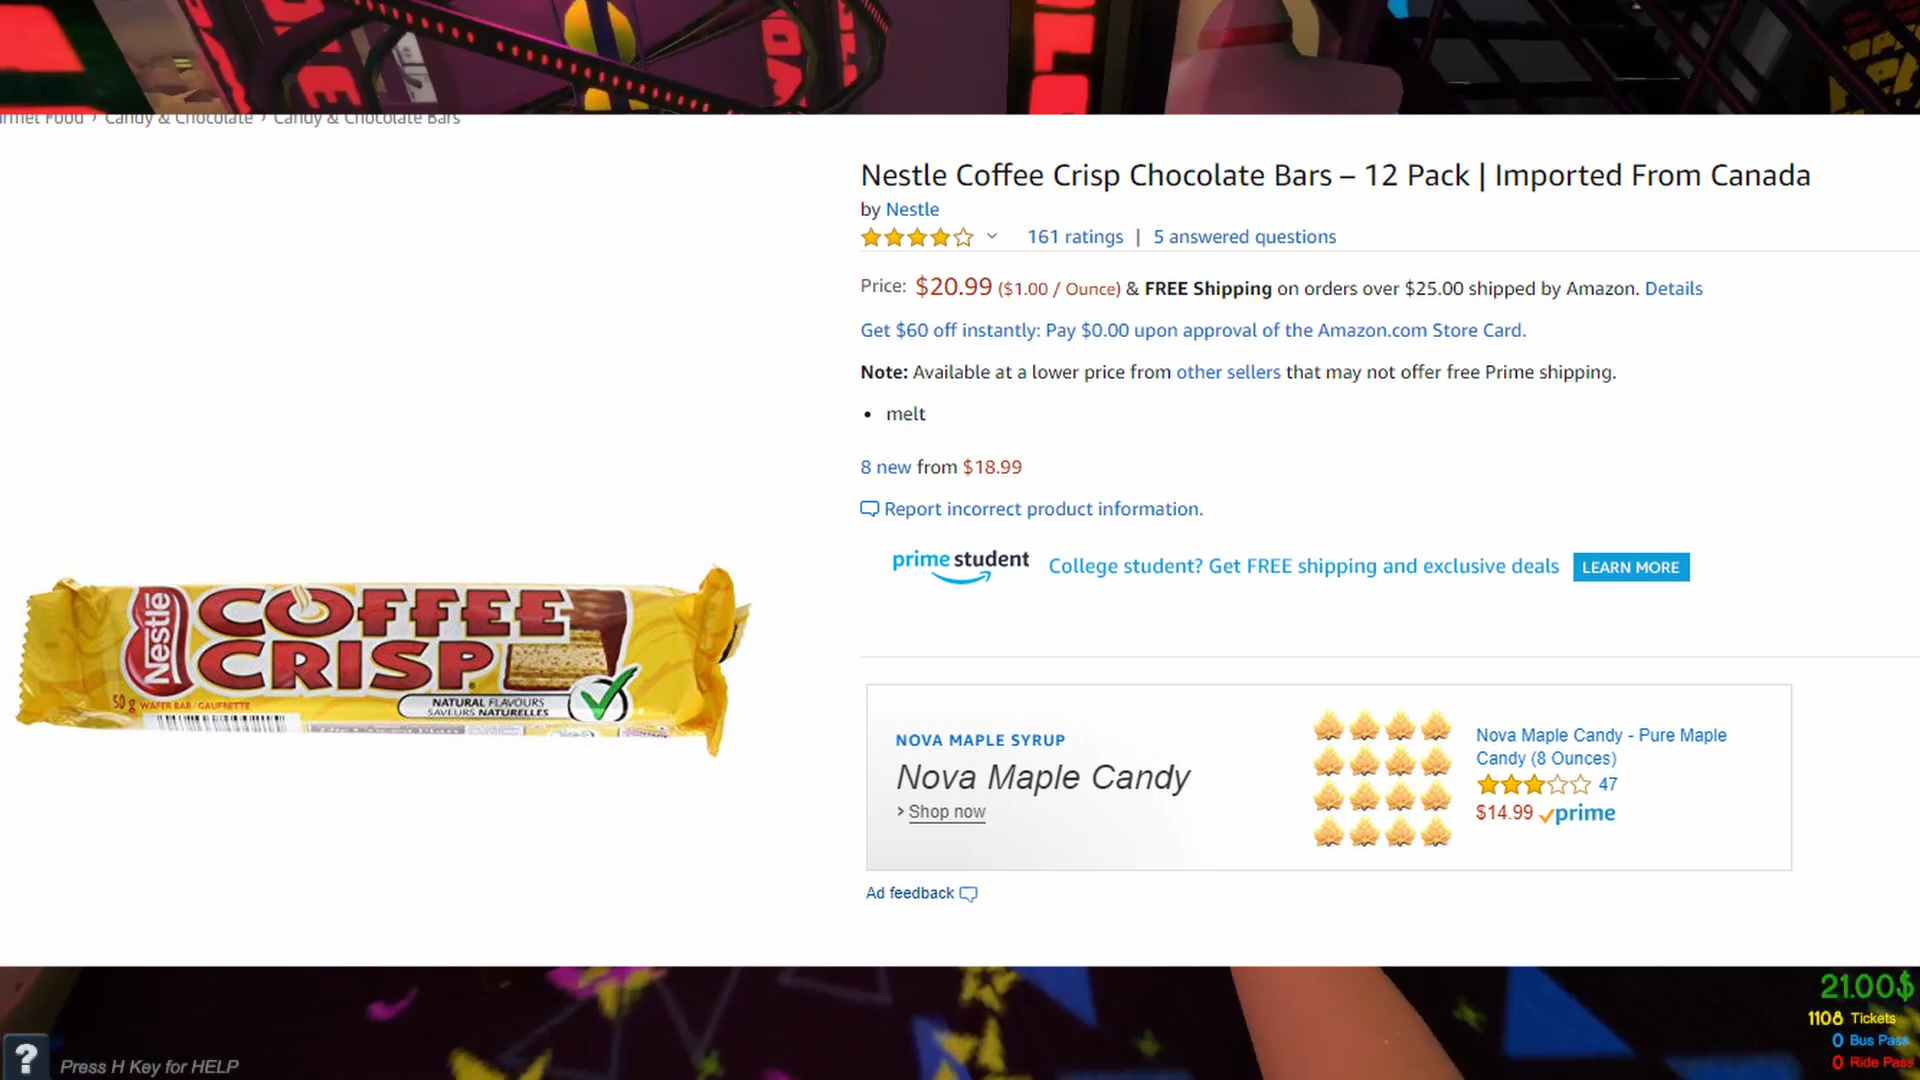 Candy & Chocolate › Candy & Chocolate Bars
Nestle Coffee Crisp Chocolate Bars – 12 Pack | Imported From Canada
by Nestle
161 ratings | 5 answered questions
Price: $20.99 ($1.00 / Ounce) & FREE Shipping on orders over $25.00 shipped by Amazon. Details
Get $60 off instantly: Pay $0.00 upon approval of the Amazon.com Store Card.
Note: Available at a lower price from other sellers that may not offer free Prime shipping.
• melt
8 new from $18.99
Report incorrect product information.
prime student College student? Get FREE shipping and exclusive deals LEARN MORE
Nestlé
COFFEE
CRISP
50 g WAFER BAR / GAUFRETTE
NATURAL FLAVOURS
SAVEURS NATURELLES
NOVA MAPLE SYRUP
Nova Maple Candy
› Shop now
Nova Maple Candy - Pure Maple
Candy (8 Ounces)
47
$14.99 prime
Ad feedback
21.00$
1108 Tickets
0 Bus Pass
0 Ride Pass
? Press H Key for HELP